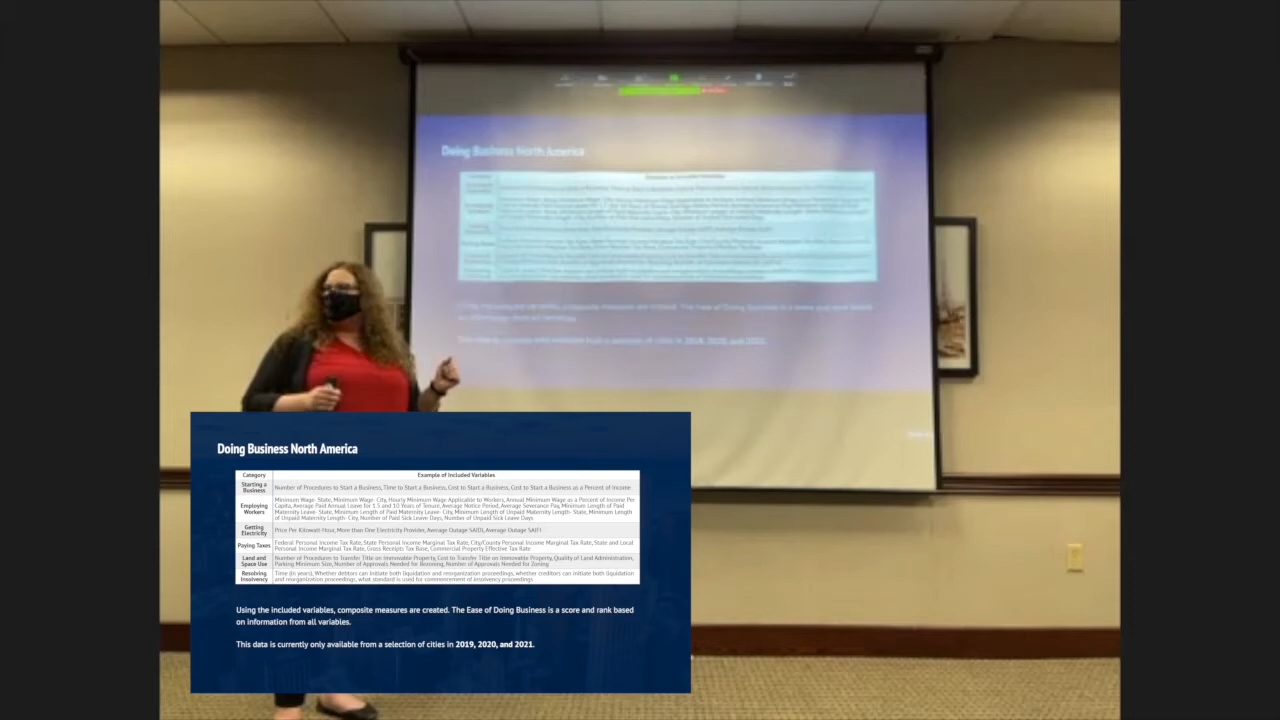 Doing Business North America
Doing Business North America
Category Example of Included Variables
Starting a
Business
Number of Procedures to Start a Business, Time to Start a Business, Cost to Start a Business, Cost to Start a Business as a Percent of Income
Employing
Workers
Minimum Wage- State, Minimum Wage- City, Hourly Minimum Wage Applicable to Workers, Annual Minimum Wage as a Percent of Income Per
Capita, Average Paid Annual Leave for 1.5 and 10 Years of Tenure, Average Notice Period, Average Severance Pay, Minimum Length of Paid
Maternity Leave- State, Minimum Length of Paid Maternity Leave- City, Minimum Length of Unpaid Maternity Length- State, Minimum Length
of Unpaid Maternity Length- City, Number of Paid Sick Leave Days, Number of Unpaid Sick Leave Days
Getting
Electricity
Price Per Kilowatt-Hour, More than One Electricity Provider, Average Outage SAIDI, Average Outage SAIFI
Paying Taxes
Federal Personal Income Tax Rate, State Personal Income Marginal Tax Rate, City/County Personal Income Marginal Tax Rate, State and Local
Personal Income Marginal Tax Rate, Gross Receipts Tax Base, Commercial Property Effective Tax Rate
Land and
Space Use
Number of Procedures to Transfer Title on Immovable Property, Cost to Transfer Title on Immovable Property, Quality of Land Administration,
Parking Minimum Size, Number of Approvals Needed for Rezoning, Number of Approvals Needed for Zoning
Resolving
Insolvency
Time (in years), Whether debtors can initiate both liquidation and reorganization proceedings, whether creditors can initiate both liquidation
and reorganization proceedings, what standard is used for commencement of insolvency proceedings
Using the included variables, composite measures are created. The Ease of Doing Business is a score and rank based
on information from all variables.
This data is currently only available from a selection of cities in 2019, 2020, and 2021.